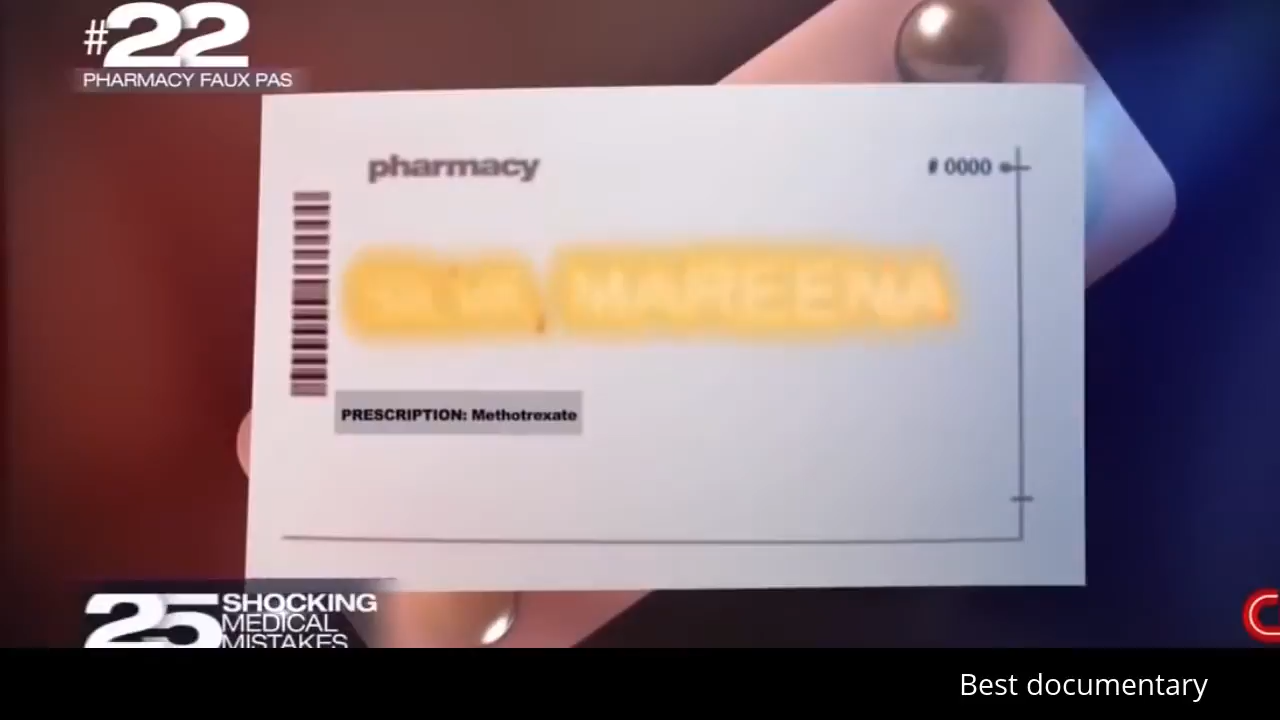 #22
PHARMACY FAUX PAS
pharmacy
# 0000
MAREENA
PRESCRIPTION: Methotrexate
25 SHOCKING
MEDICAL
MISTAKES
Best documentary